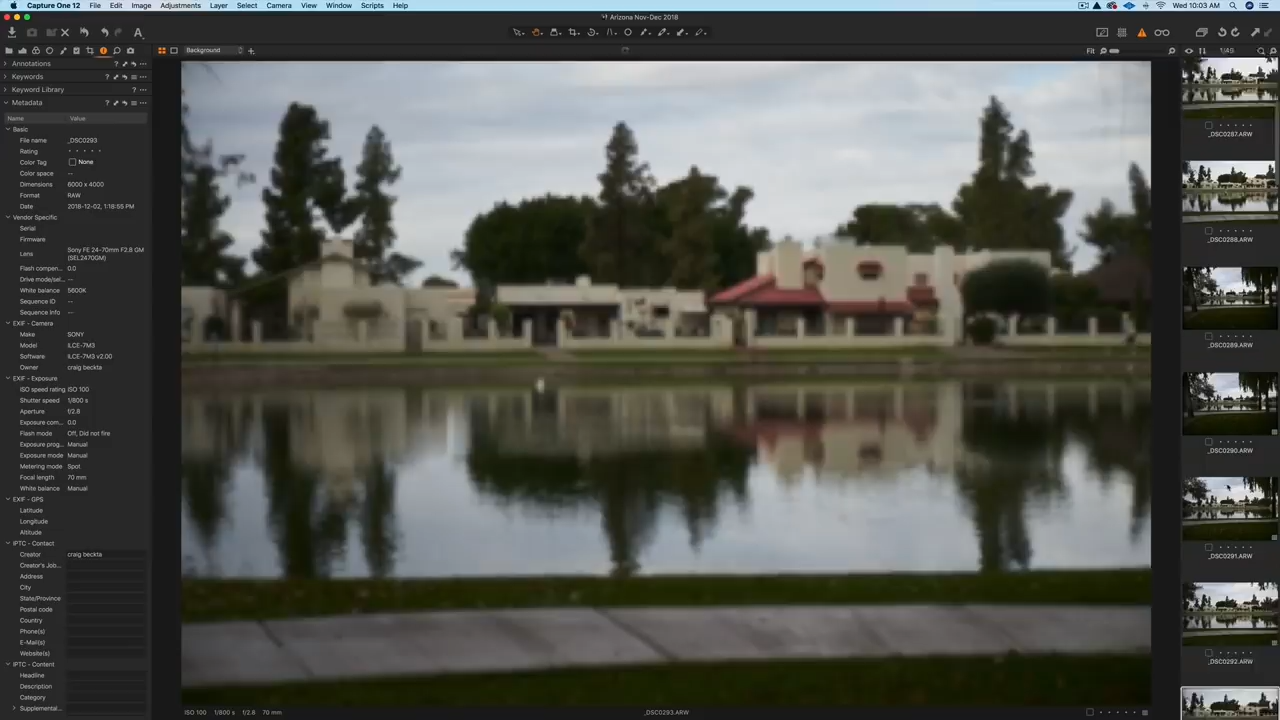 Capture One 12 File Edit Image Adjustments Layer Select Camera View Window Scripts Help
Wed 10:03 AM
Arizona Nov-Dec 2018
Background
Fit
1/49
Annotations
Keywords
Keyword Library
Metadata
Name Value
Basic
File name _DSC0293
Rating
Color Tag None
Color space --
Dimensions 6000 x 4000
Format RAW
Date 2018-12-02, 1:18:55 PM
Vendor Specific
Serial
Firmware
Lens Sony FE 24-70mm F2.8 GM (SEL2470GM)
Flash compen... 0.0
Drive mode/sel... --
White balance 5600K
Sequence ID --
Sequence Info --
EXIF - Camera
Make SONY
Model ILCE-7M3
Software ILCE-7M3 v2.00
Owner craig beckta
EXIF - Exposure
ISO speed rating ISO 100
Shutter speed 1/800 s
Aperture f/2.8
Exposure com... 0.0
Flash mode Off, Did not fire
Exposure prog... Manual
Exposure mode Manual
Metering mode Spot
Focal length 70 mm
White balance Manual
EXIF - GPS
Latitude
Longitude
Altitude
IPTC - Contact
Creator craig beckta
Creator's Job...
Address
City
State/Province
Postal code
Country
Phone(s)
E-Mail(s)
Website(s)
IPTC - Content
Headline
Description
Category
Supplemental...
ISO 100 1/800 s f/2.8 70 mm
_DSC0293.ARW
_DSC0287.ARW
_DSC0288.ARW
_DSC0289.ARW
_DSC0290.ARW
_DSC0291.ARW
_DSC0292.ARW